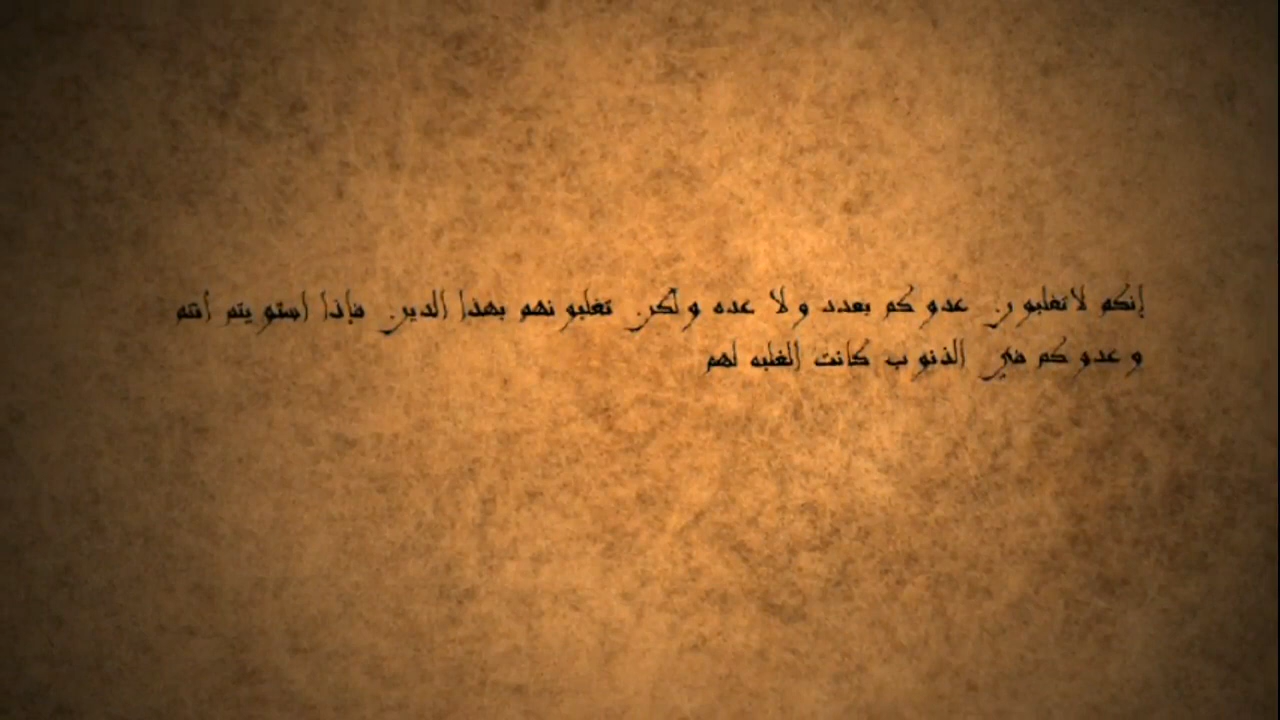 إنكم لاتغلبون عدوكم بعدد ولا عده ولكن تغلبونهم بهذا الدين فإذا استويتم أنتم
وعدوكم في الذنوب كانت الغلبه لهم